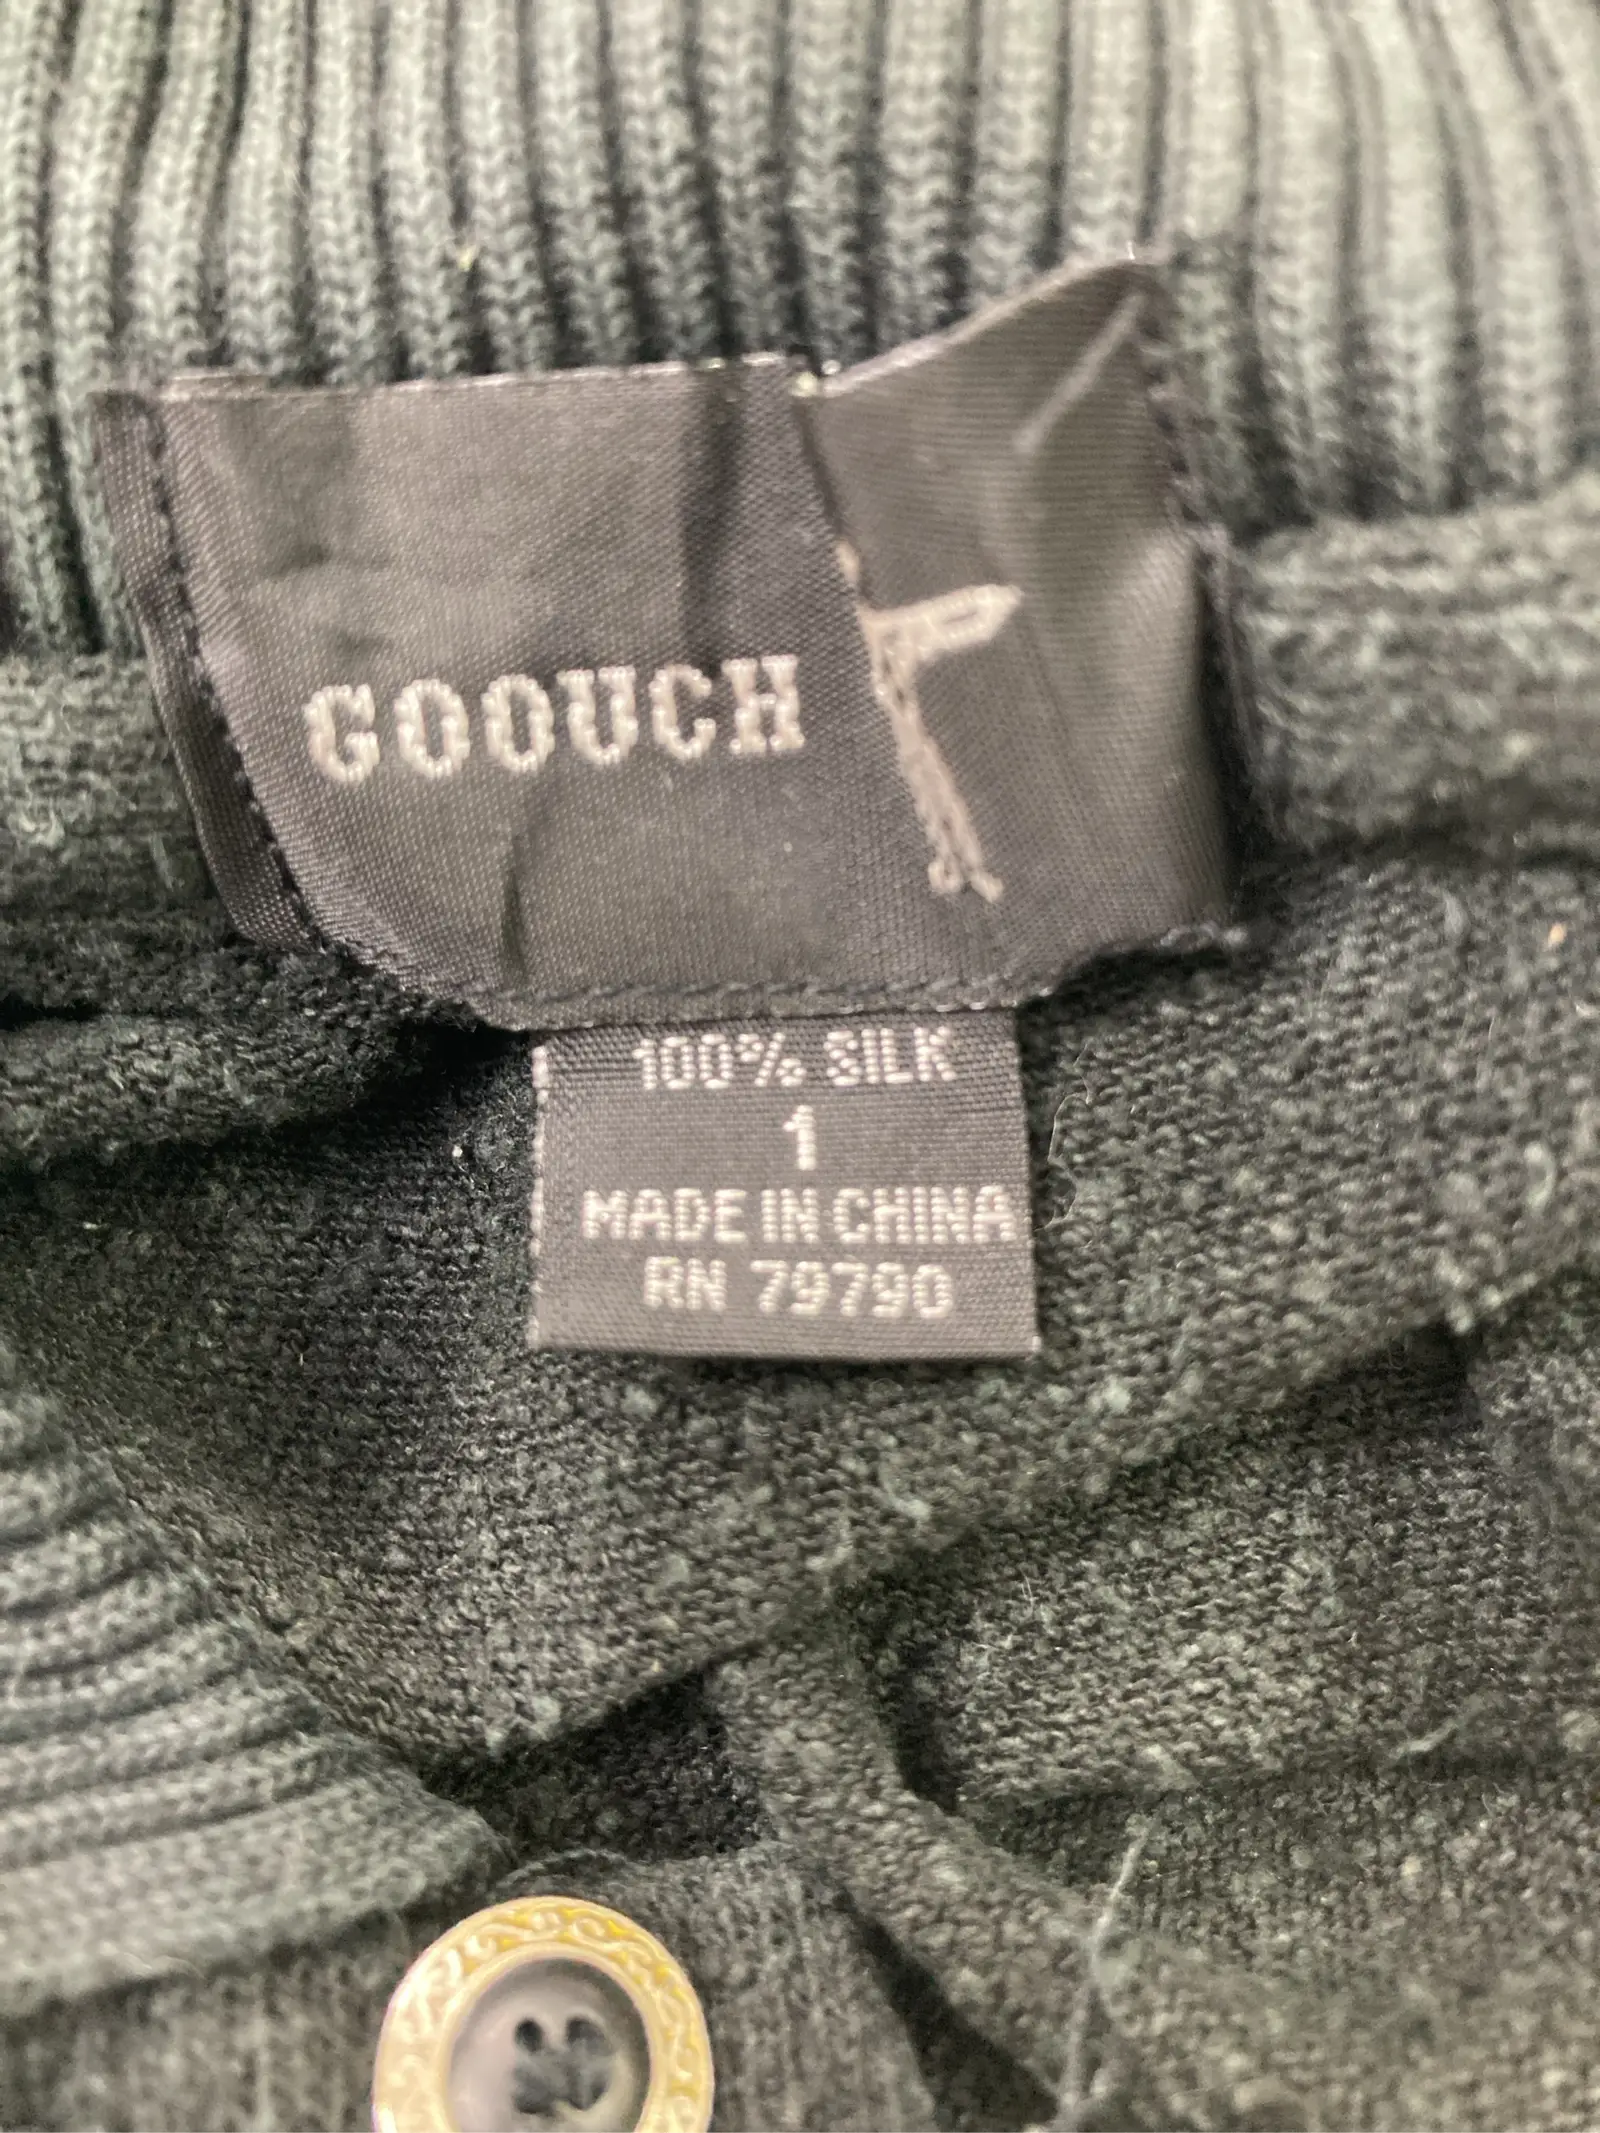 GOOUCH
100% SILK
1
MADE IN CHINA
RN 79790